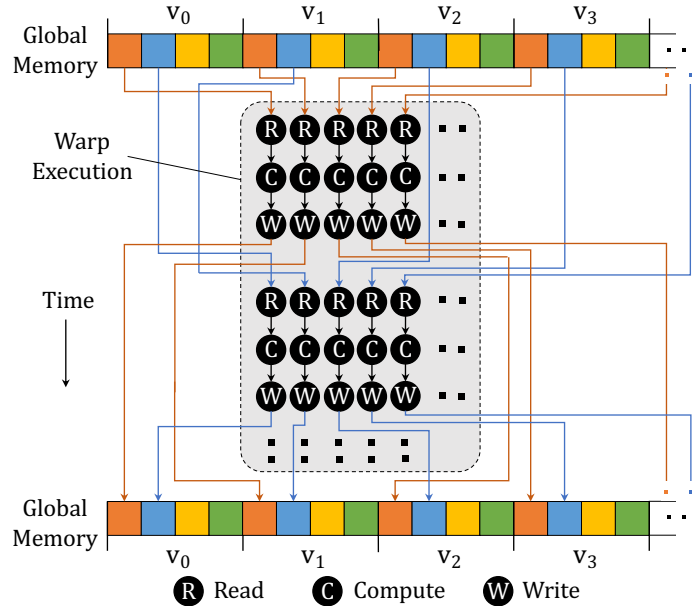 v0 v1 v2 v3
Global
Memory
R R R R R
Warp
Execution
C C C C C
W W W W W
Time
R R R R R
C C C C C
W W W W W
Global
Memory
v0 v1 v2 v3
R Read C Compute W Write